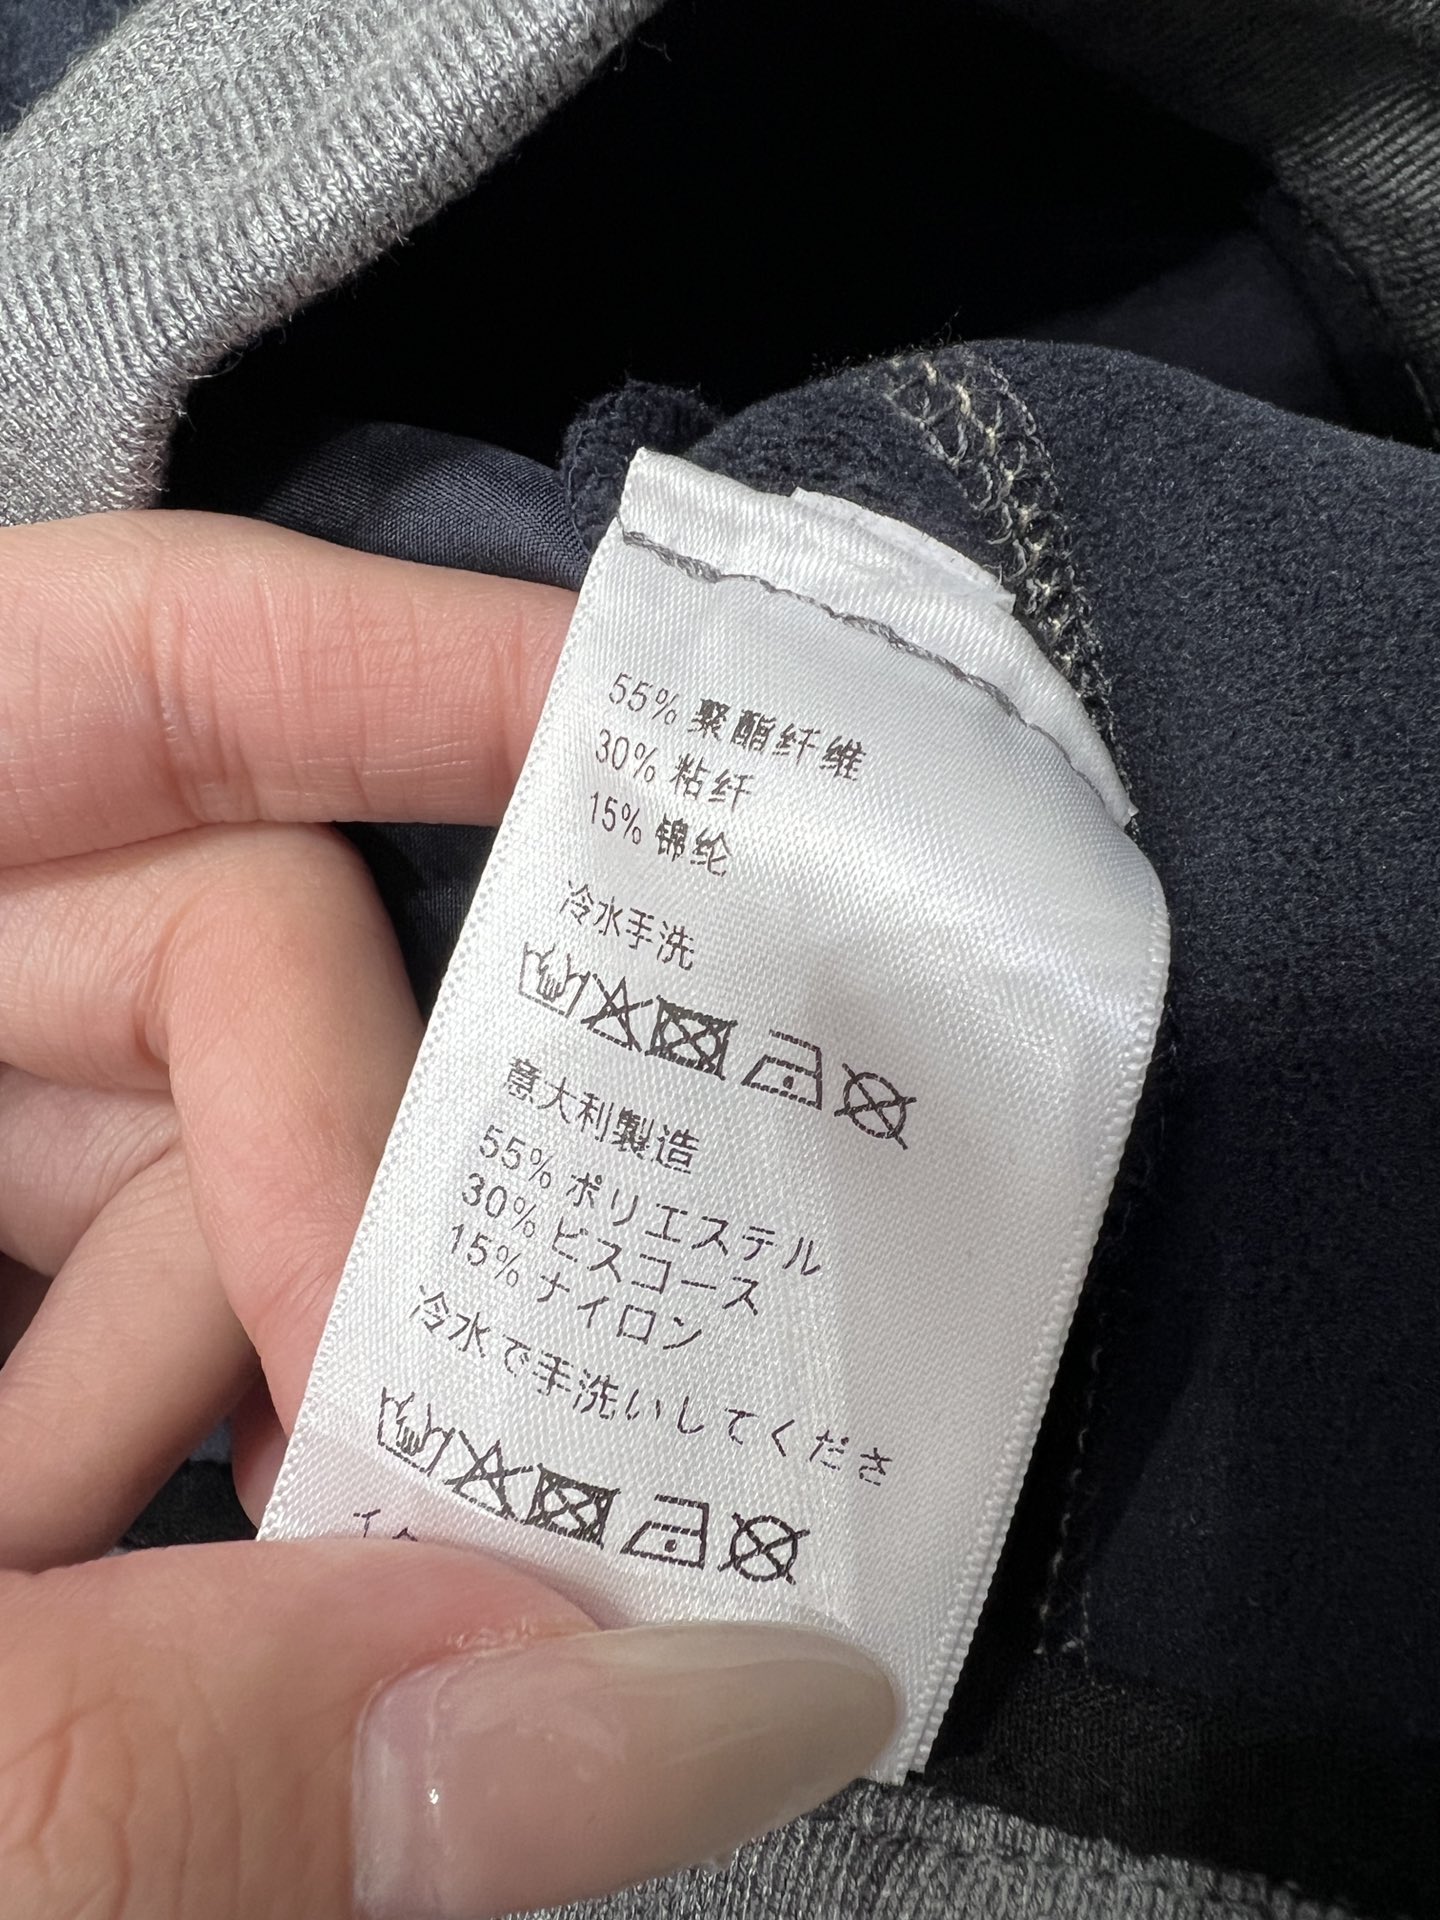 55% 聚酯纤维
30% 粘纤
15% 锦纶
冷水手洗
意大利製造
55% ポリエステル
30% ビスコース
15% ナイロン
冷水で手洗いしてくださ